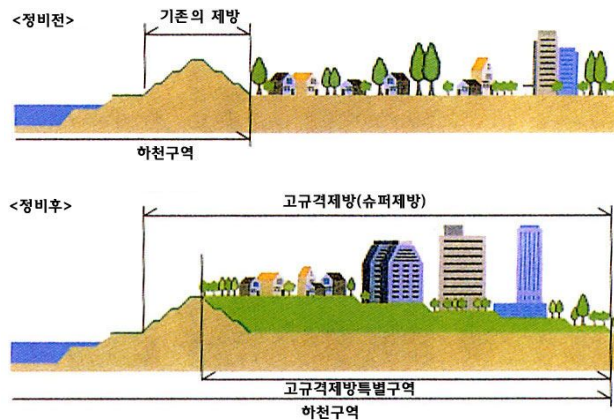 <정비전>
기존의 제방
하천구역
<정비후>
고규격제방(슈퍼제방)
고규격제방특별구역
하천구역